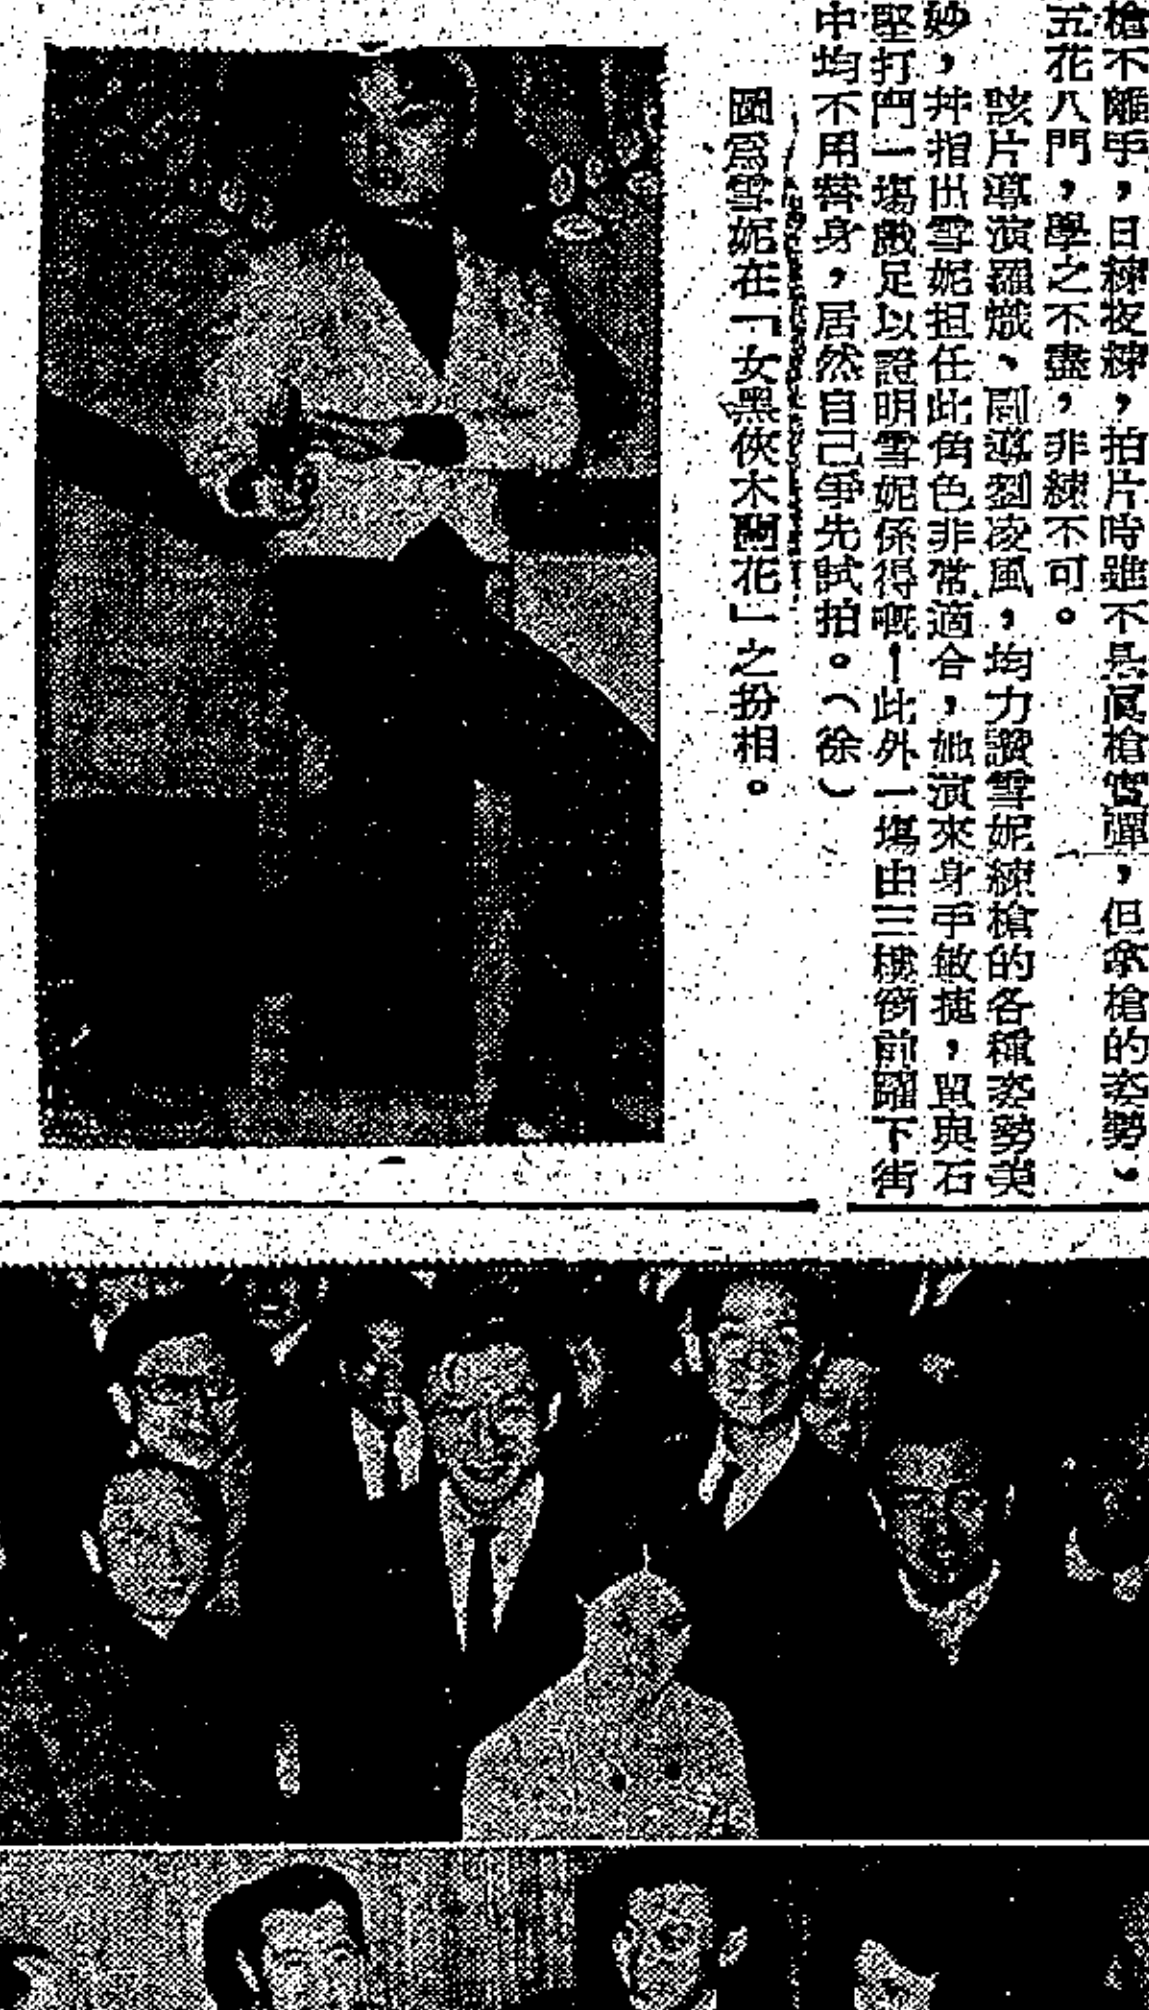 槍不離手，日練夜練，拍片時雖不是眞槍實彈，但拿槍的姿勢、
五花八門，學之不盡，非練不可。
該片導演羅熾、副導劉凌風，均力讚雪妮練槍的各種姿勢美
妙，幷指出雪妮担任此角色非常適合，她演來身手敏捷，單與石
堅打鬥一塲戲足以證明雪妮係得嘅！此外一塲由三樓窗前躍下街
中均不用替身，居然自己爭先試拍。（徐）
圖爲雪妮在「女黑俠木蘭花」之扮相。